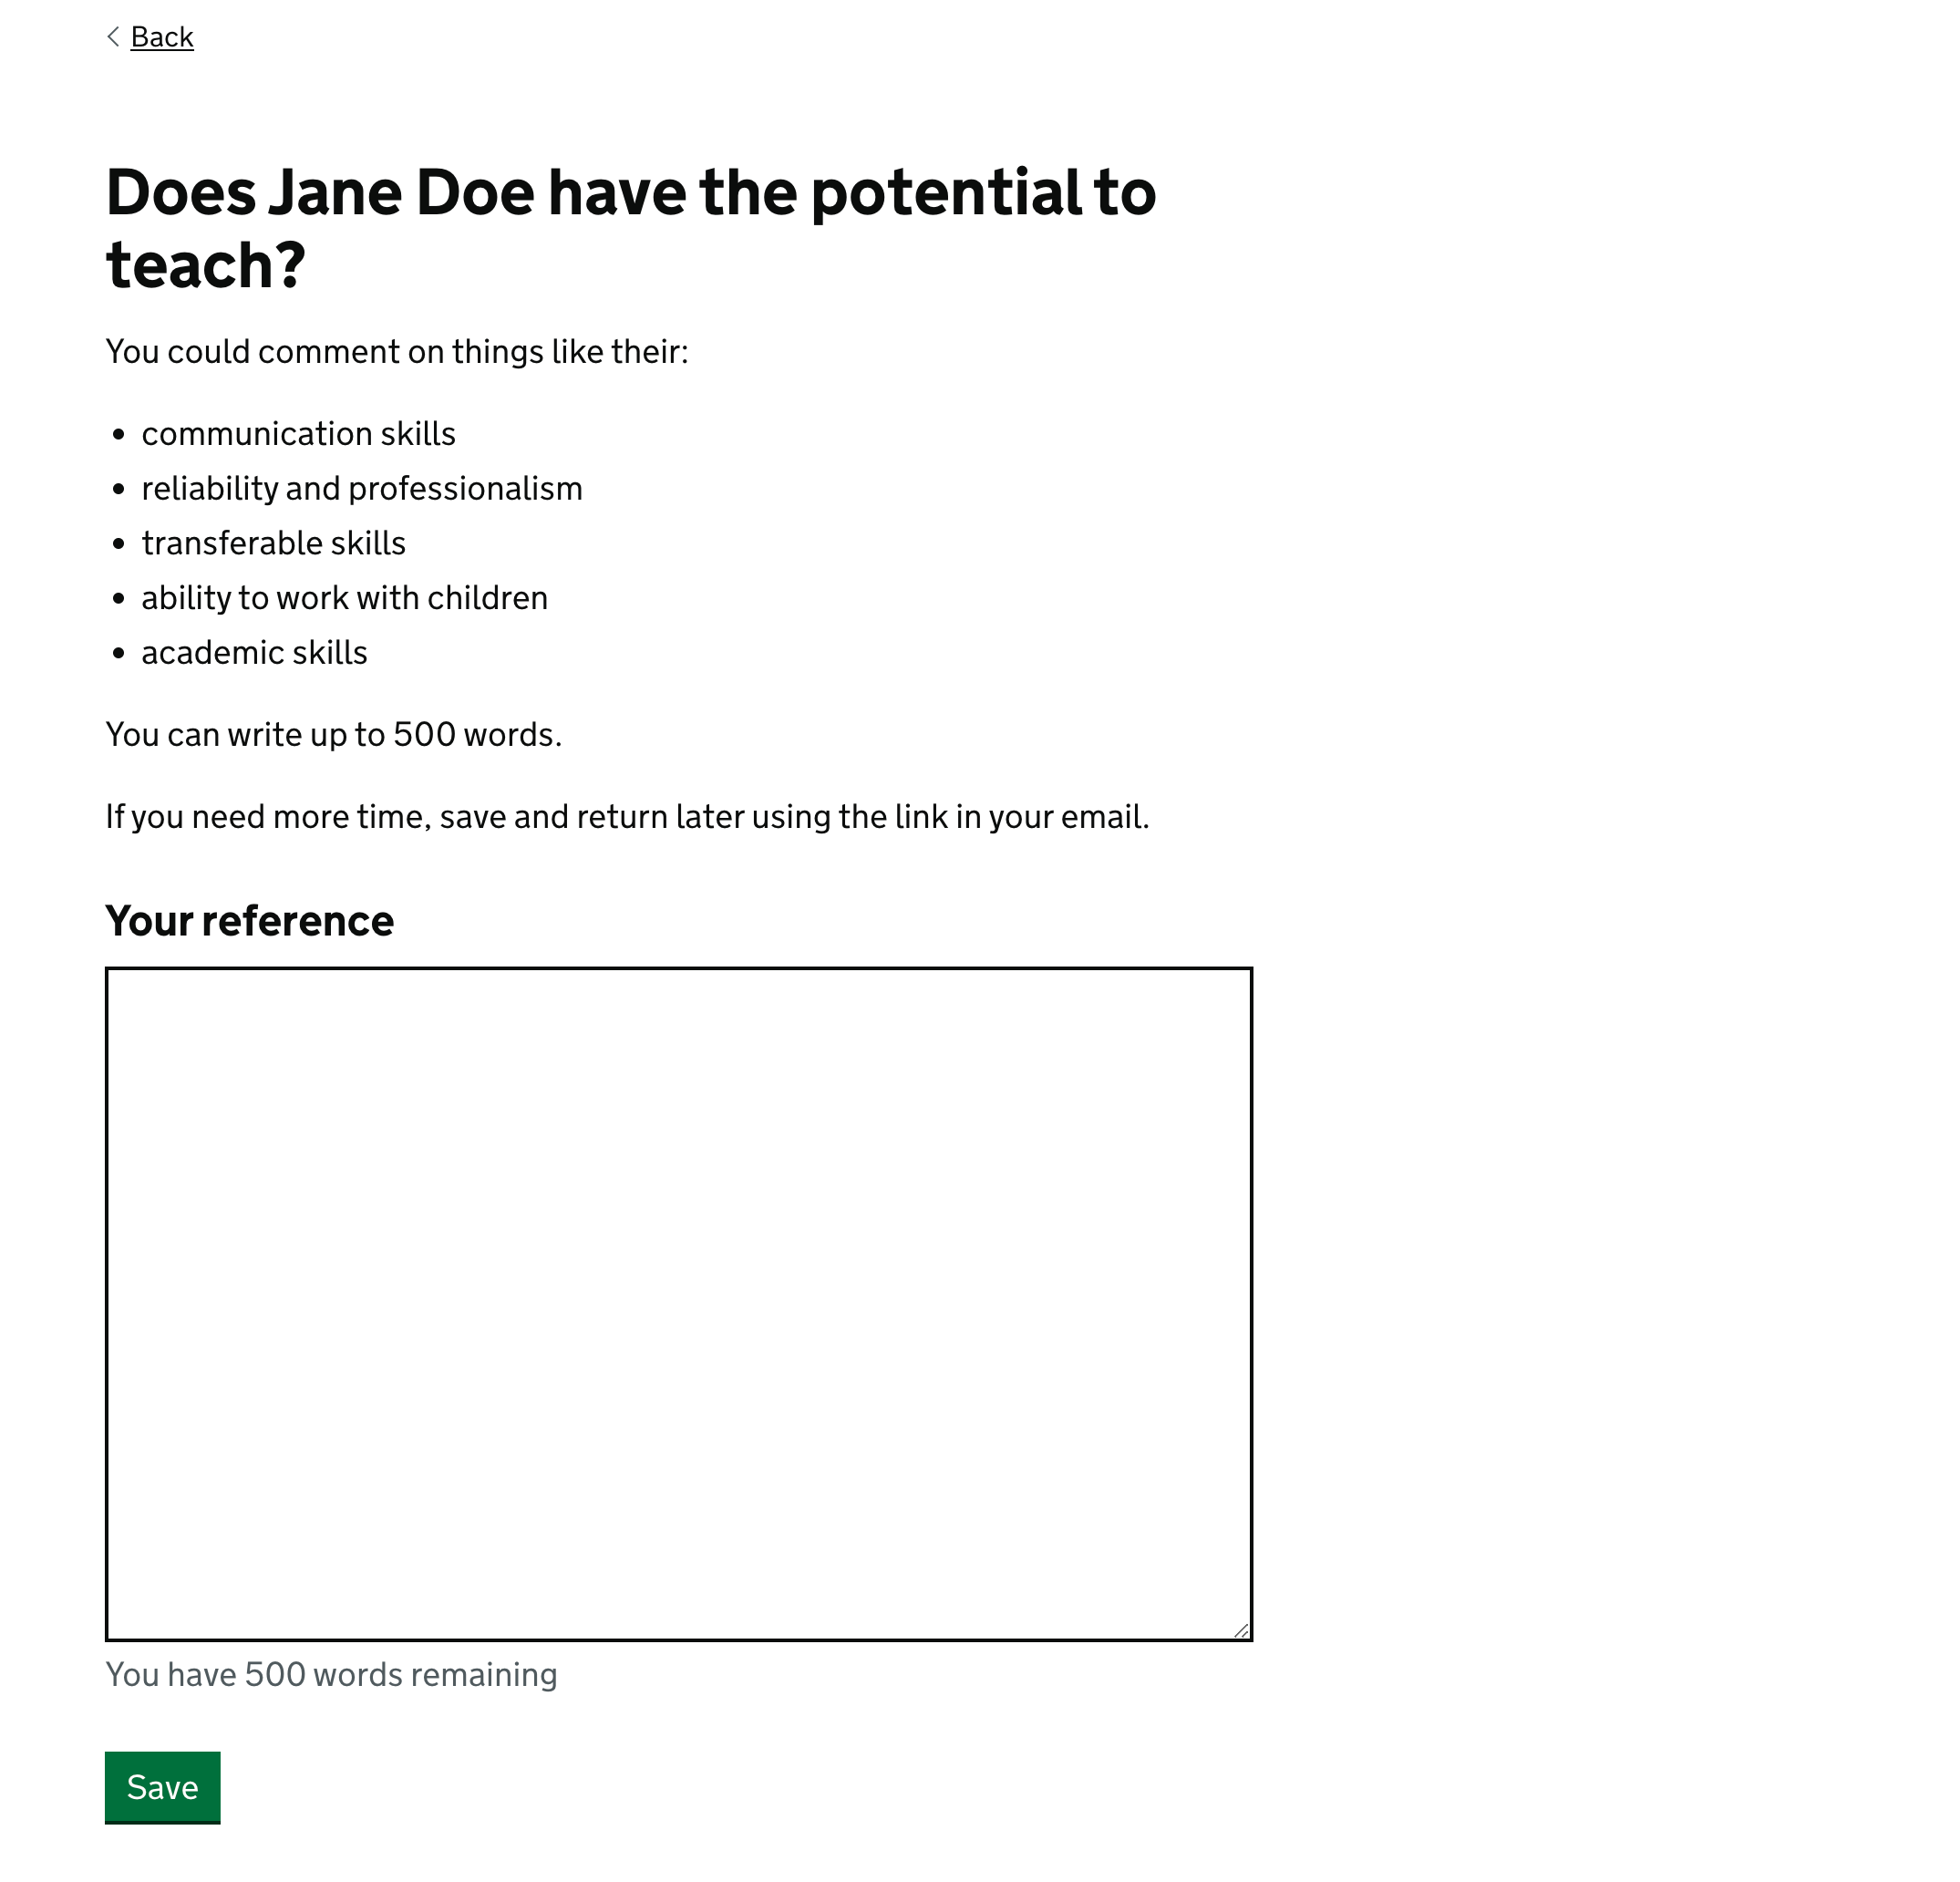 Back
Does Jane Doe have the potential to
teach?
You could comment on things like their:
• communication skills
• reliability and professionalism
• transferable skills
• ability to work with children
• academic skills
You can write up to 500 words.
If you need more time, save and return later using the link in your email.
Your reference
You have 500 words remaining
Save